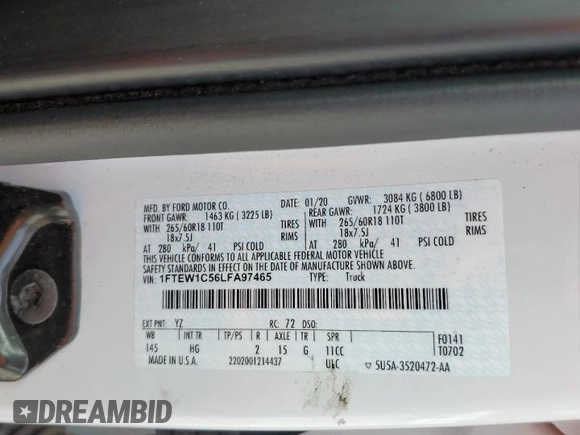 MFD. BY FORD MOTOR CO. DATE: 01/20 GVWR: 3084 KG ( 6800 LB)
FRONT GAWR: 1463 KG ( 3225 LB) REAR GAWR: 1724 KG ( 3800 LB)
WITH 265/60R18 110T TIRES WITH 265/60R18 110T TIRES
18x7.5J RIMS 18x7.5J RIMS
AT 280 kPa/ 41 PSI COLD AT 280 kPa/ 41 PSI COLD
THIS VEHICLE CONFORMS TO ALL APPLICABLE FEDERAL MOTOR VEHICLE
SAFETY STANDARDS IN EFFECT ON THE DATE OF MANUFACTURE SHOWN ABOVE.
VIN: 1FTEW1C56LFA97465 TYPE: Truck
EXT PNT: YZ RC: 72 DSO:
WB INT TR TP/PS R AXLE TR SPR
145 HG 2 15 G 11CC
F0141
T0702
MADE IN U.S.A. 2202001214437 ULC ▽ 5U5A-3520472-AA
DREAMBID